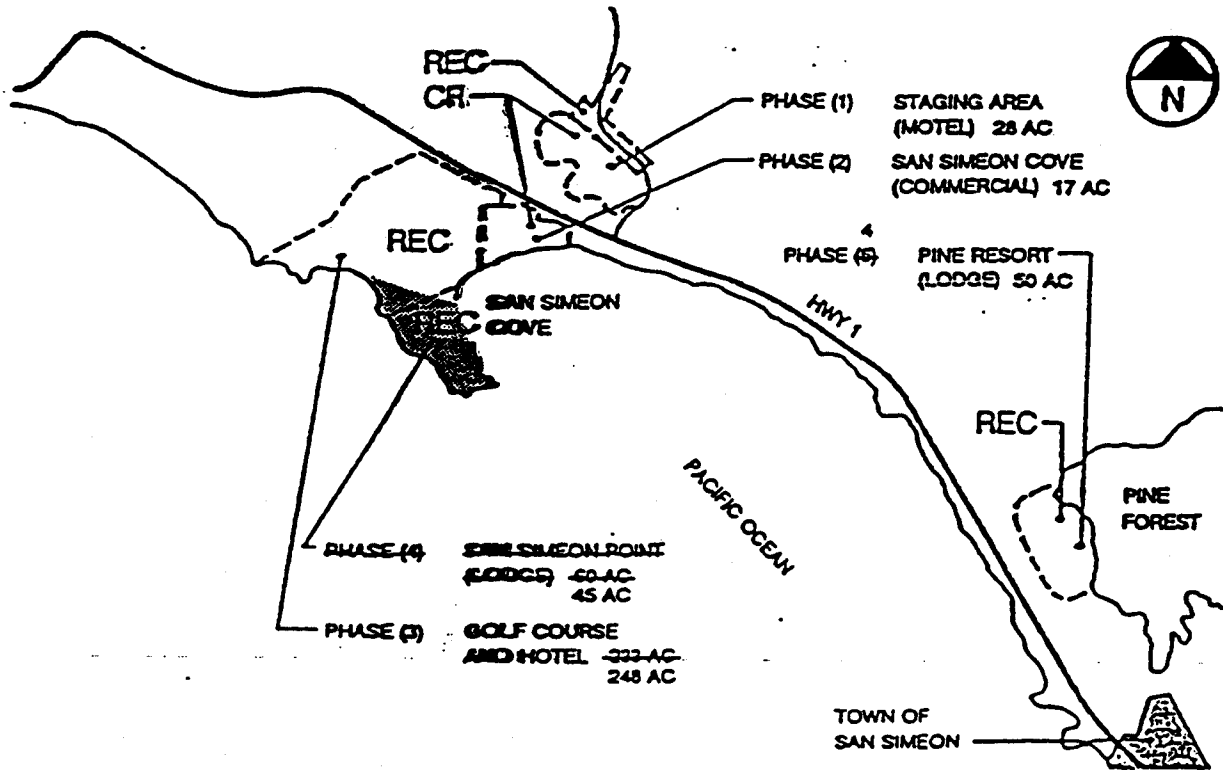 REC
CR
N
PHASE (1) STAGING AREA
(MOTEL) 28 AC
PHASE (2) SAN SIMEON COVE
(COMMERCIAL) 17 AC
4
PHASE (5) PINE RESORT
(LODGE) 50 AC
REC
SAN SIMEON
COVE
REC
HWY 1
REC
PINE
FOREST
PACIFIC OCEAN
PHASE (4) SAN SIMEON POINT
(LODGE) 60 AC
45 AC
PHASE (3) GOLF COURSE
AND HOTEL 233 AC
248 AC
TOWN OF
SAN SIMEON